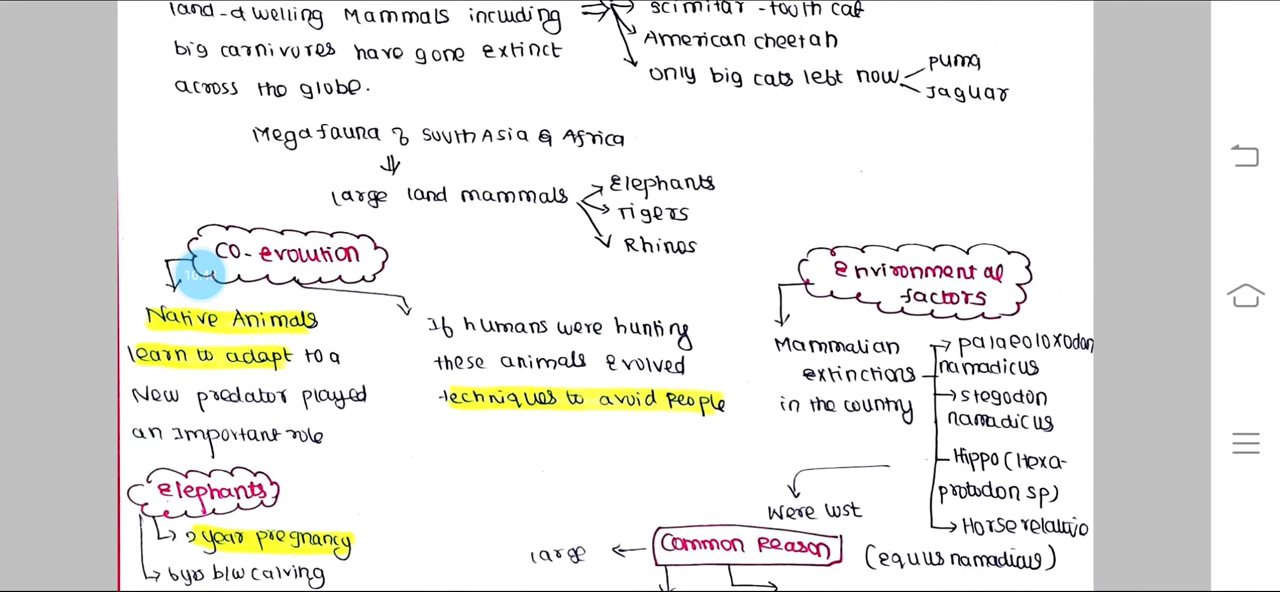 land-dwelling Mammals including
big carnivures have gone extinct
across the globe.
scimitar-tooth cat
American cheetah
only big cats left now
puma
Jaguar
Megafauna of South Asia & Africa
large land mammals
Elephants
Tigers
Rhinos
CO-evolution
Native Animals
learn to adapt to a
New predator played
an important role
If humans were hunting
these animals evolved
techniques to avoid people
Environmental
factors
Mammalian
extinctions
in the country
palaeoloxodon
namadicus
stegodon
namadicus
Hippo (Hexa-
protodon sp)
Horse relativ
(equus namadicus)
were lost
elephants
2 year pregnancy
6yrs b/w calving
Common Reason
large